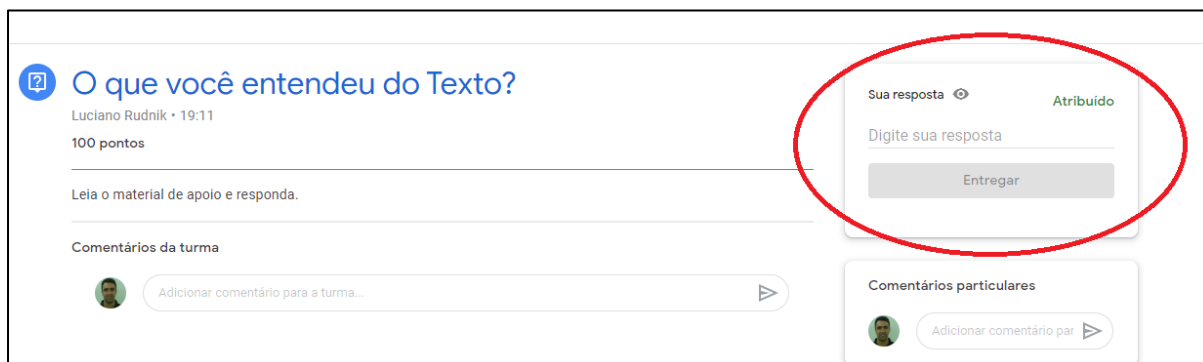 O que você entendeu do Texto?
Luciano Rudnik • 19:11
100 pontos
Leia o material de apoio e responda.
Comentários da turma
Adicionar comentário para a turma...
Sua resposta
Atribuído
Digite sua resposta
Entregar
Comentários particulares
Adicionar comentário par